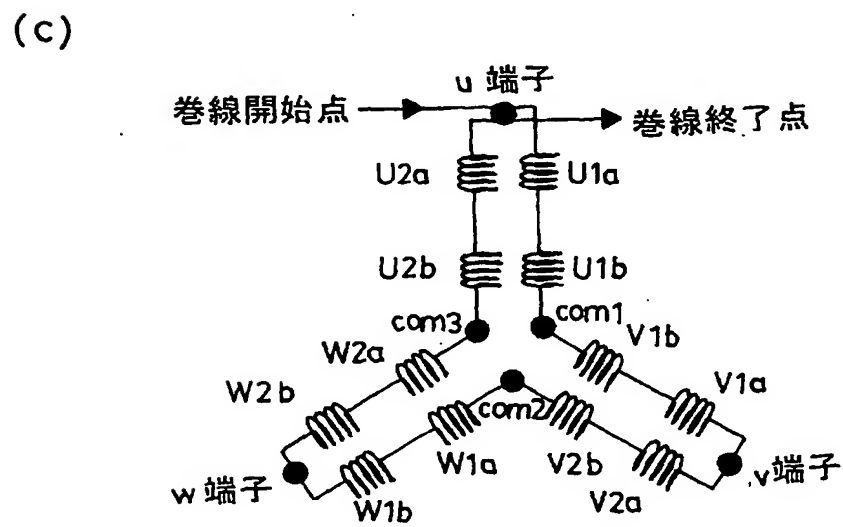 (c)
u 端子
巻線開始点
巻線終了点
U2a
U1a
U2b
U1b
com3
com1
W2a
V1b
W2b
V1a
com2
W1a
V2b
w 端子
v端子
W1b
V2a